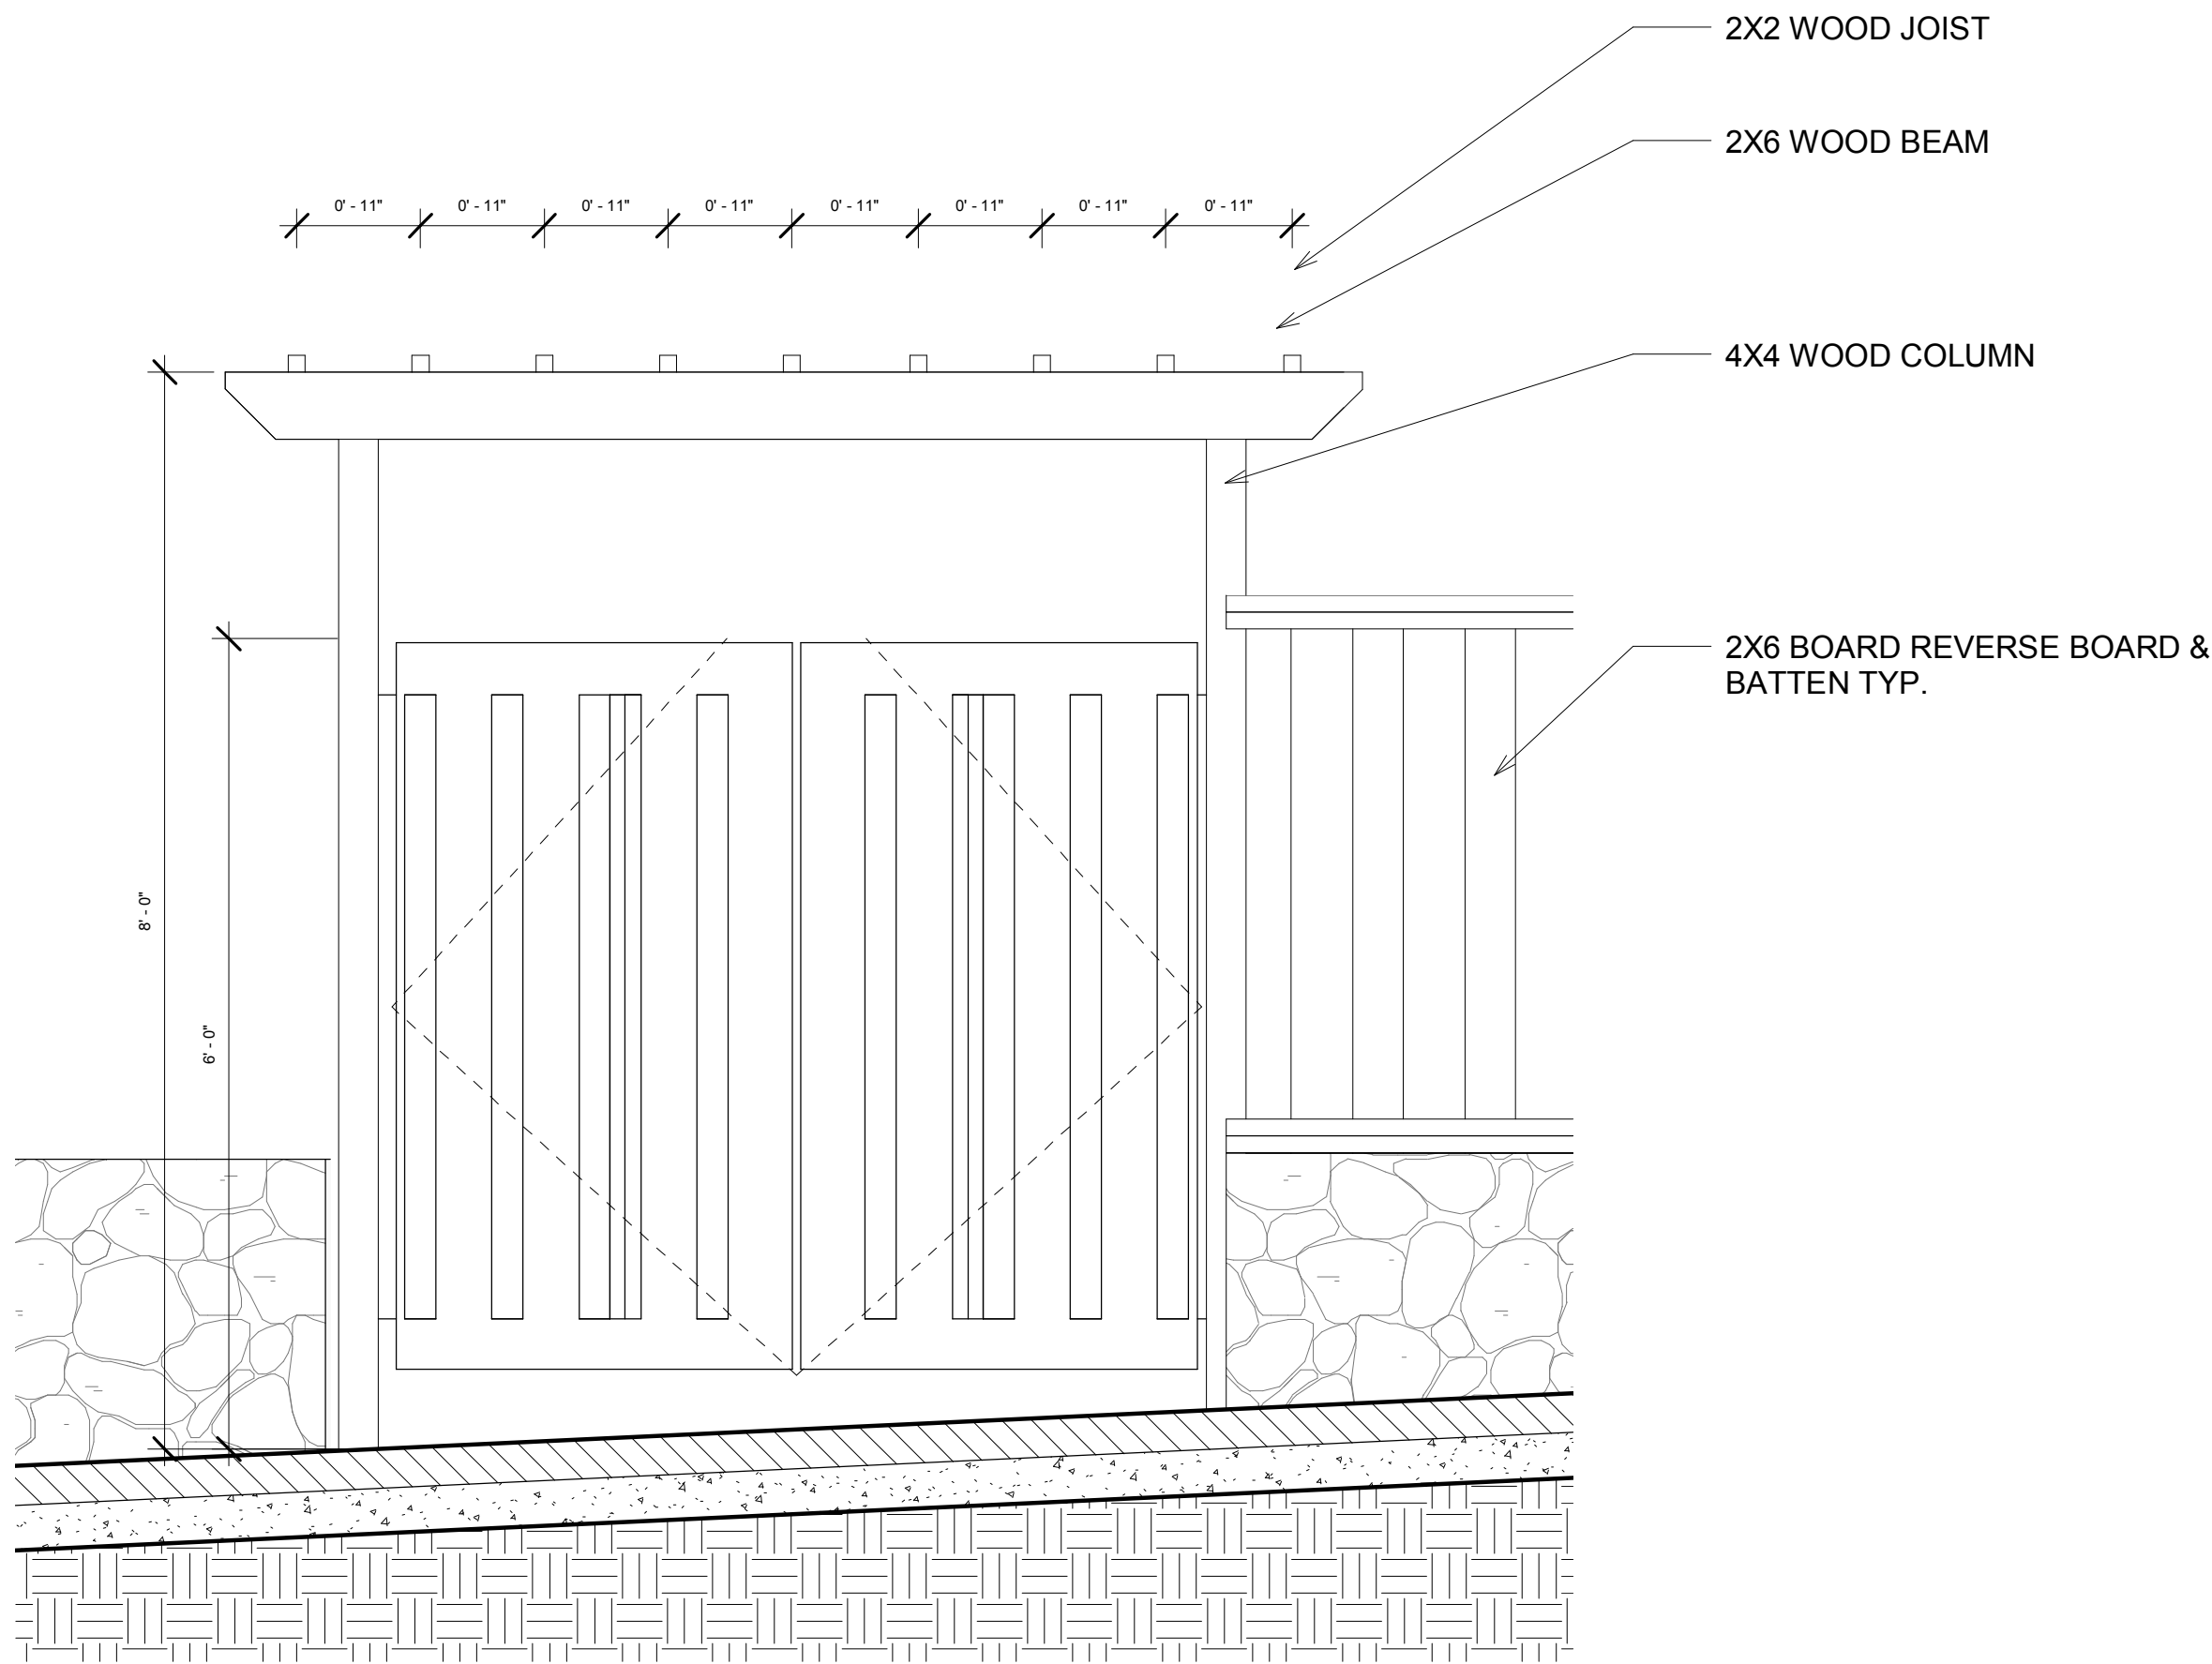 2X2 WOOD JOIST
2X6 WOOD BEAM
0' - 11"
0' - 11"
0' - 11"
0' - 11"
0' - 11"
0' - 11"
0' - 11"
0' - 11"
4X4 WOOD COLUMN
2X6 BOARD REVERSE BOARD &
BATTEN TYP.
8' - 0"
6' - 0"